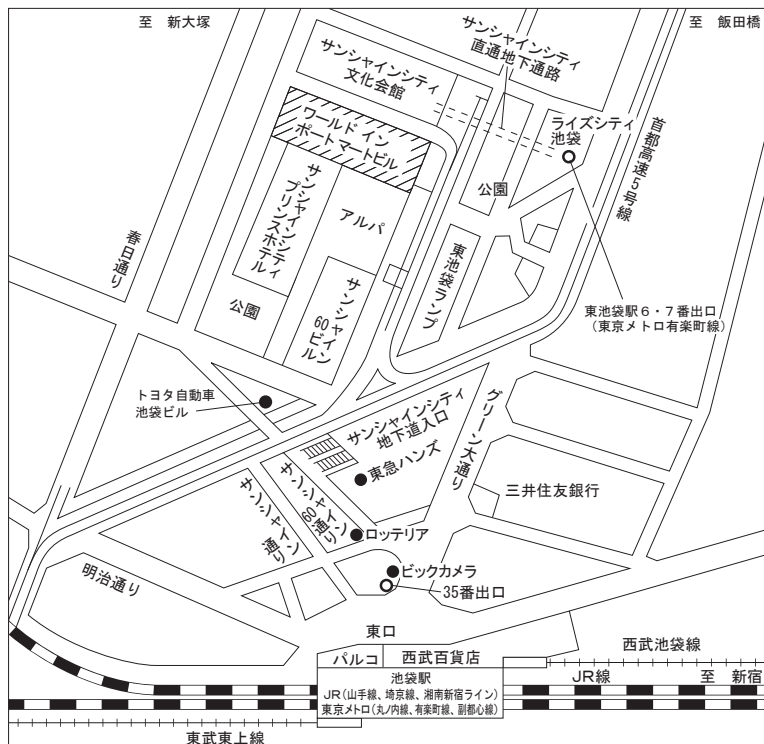 至 新大塚
至 飯田橋
サンシャインシティ
直通地下通路
サンシャインシティ
文化会館
ワールド イン
ポートマートビル
ライズシティ
池袋
首都高速5号線
公園
サンシャインシティ
プリンスホテル
アルパ
春日通り
東池袋ランプ
サンシャイン
60ビル
公園
東池袋駅6・7番出口
（東京メトロ有楽町線）
トヨタ自動車
池袋ビル
サンシャインシティ
地下道入口
グリーン大通り
東急ハンズ
三井住友銀行
サンシャイン
通り
サンシャイン
60通り
ロッテリア
ビックカメラ
35番出口
明治通り
東口
パルコ
西武百貨店
西武池袋線
池袋駅
JR（山手線、埼京線、湘南新宿ライン）
東京メトロ（丸ノ内線、有楽町線、副都心線）
JR線
至 新宿
東武東上線